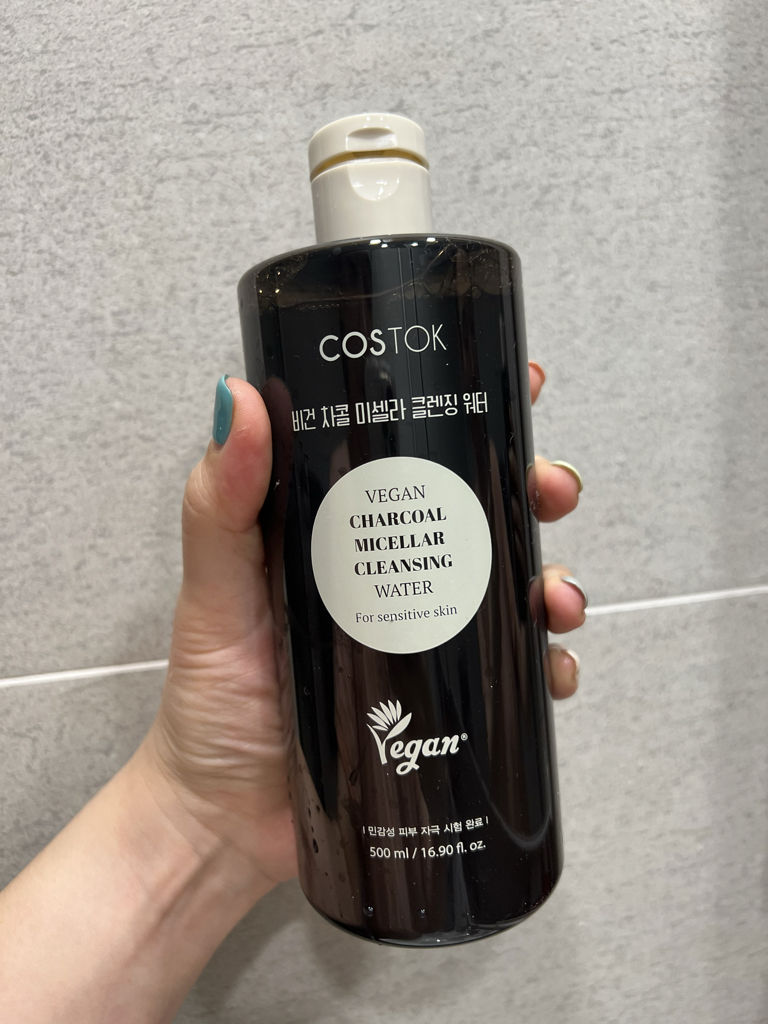 COSTOK
비건 차콜 미셀라 클렌징 워터
VEGAN
CHARCOAL
MICELLAR
CLEANSING
WATER
For sensitive skin
Vegan®
| 민감성 피부 자극 시험 완료 |
500 ml / 16.90 fl. oz.